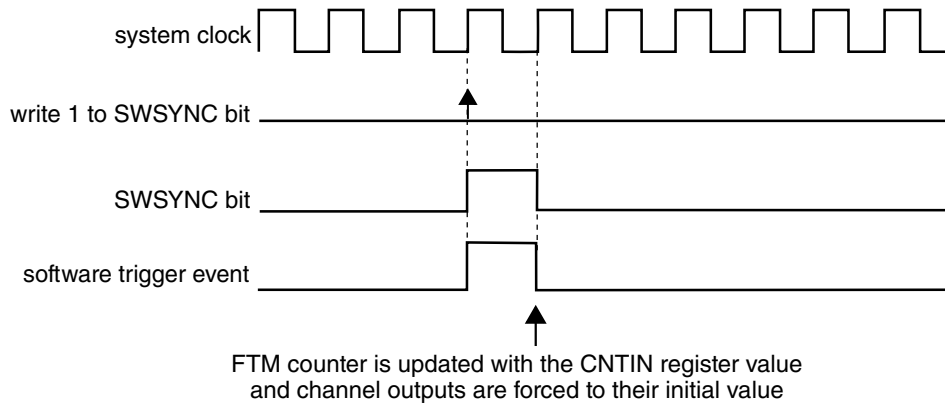 system clock
write 1 to SWSYNC bit
SWSYNC bit
software trigger event
FTM counter is updated with the CNTIN register value
and channel outputs are forced to their initial value